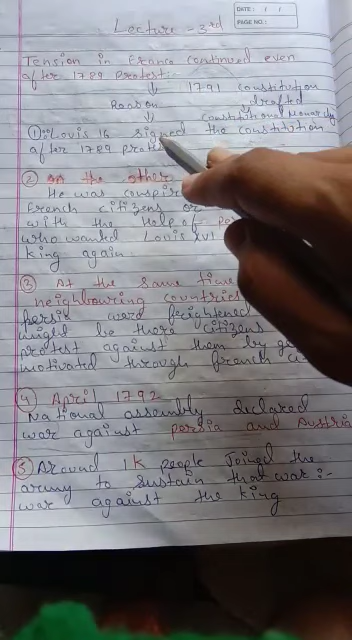 DATE: / /
PAGE NO.:
Lecture - 3rd
Tension in France continued even
after 1789 protest:-
↓ 1791 constitution
Reason drafted
↓ constitutional Monarchy
① Louis 16 signed the constitution
after 1789 protest
② on the other
He was conspir
French citizens or
with the Help of
who wanted Louis xvi
king again
③ At the same time
neighbouring countries
persia were frightened
might be there citizens
protest against them by ge
motivated through french
④ April 1792
National assembly declared
war against persia and Austria
⑤ Around 1K people Joined the
army to sustain that war :-
war against the king